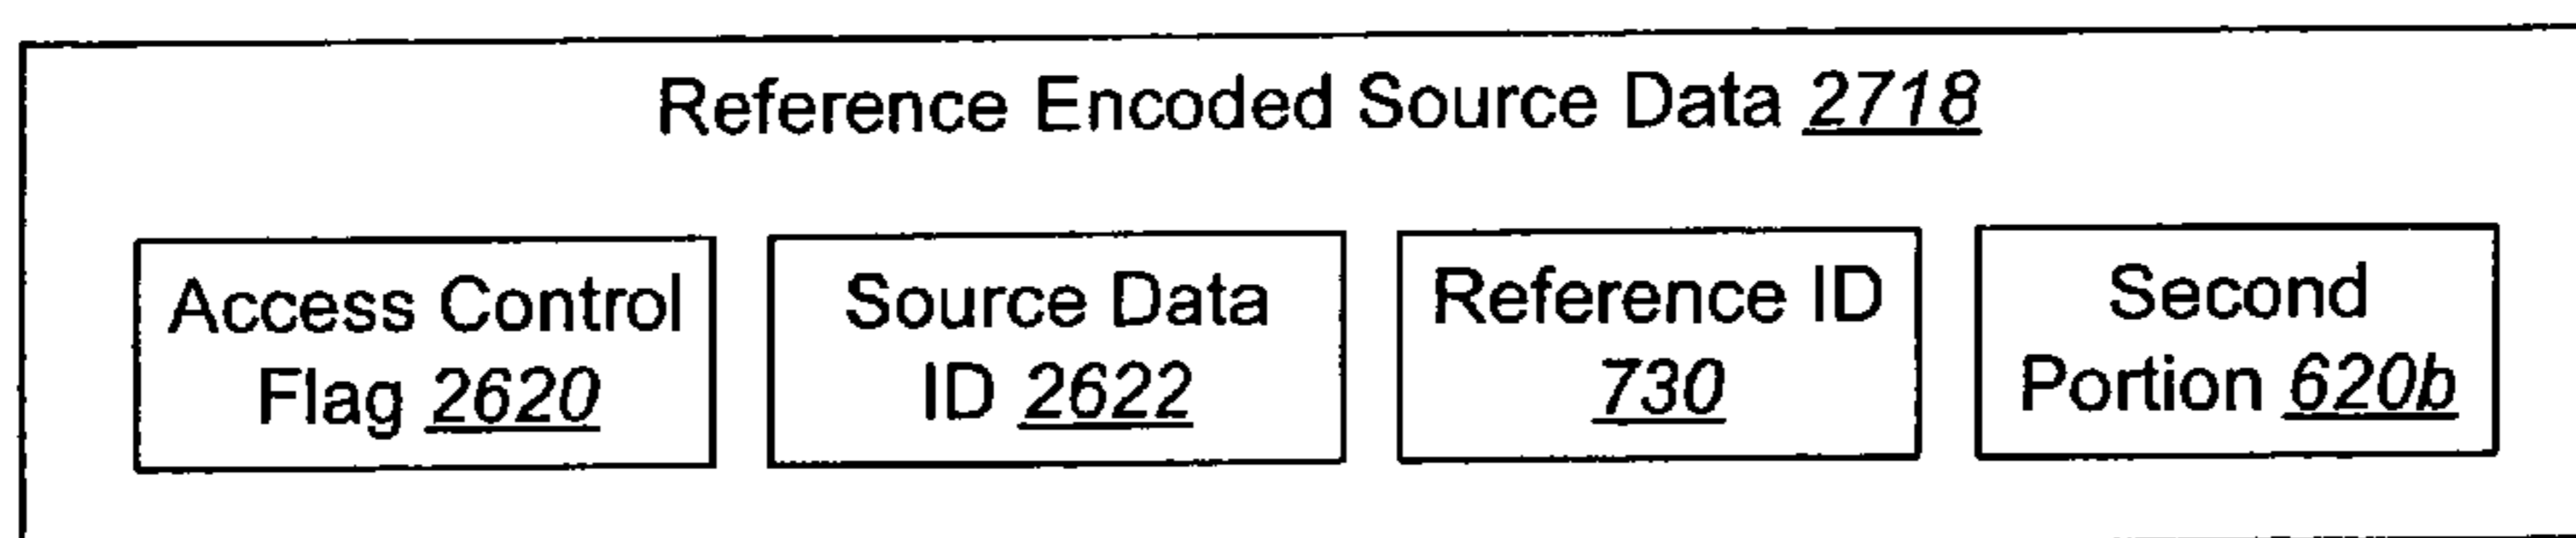 Reference Encoded Source Data 2718
Access Control
Flag 2620
Source Data
ID 2622
Reference ID
730
Second
Portion 620b